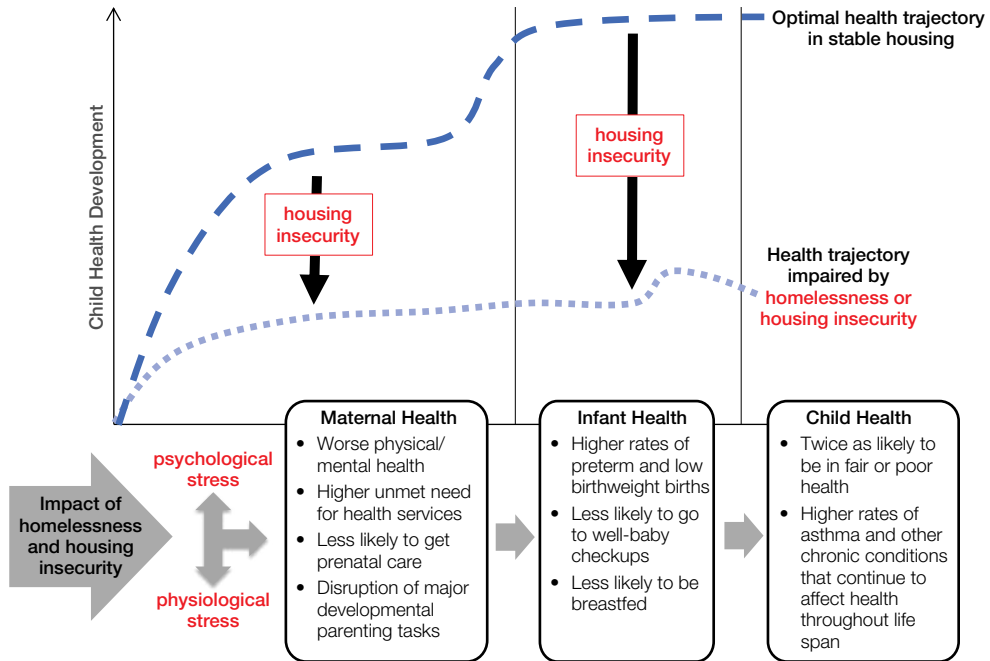 Optimal health trajectory
in stable housing
Child Health Development
housing
insecurity
housing
insecurity
Health trajectory
impaired by
homelessness or
housing insecurity
Impact of
homelessness
and housing
insecurity
psychological
stress
physiological
stress
Maternal Health
• Worse physical/
mental health
• Higher unmet need
for health services
• Less likely to get
prenatal care
• Disruption of major
developmental
parenting tasks
Infant Health
• Higher rates of
preterm and low
birthweight births
• Less likely to go
to well-baby
checkups
• Less likely to be
breastfed
Child Health
• Twice as likely to
be in fair or poor
health
• Higher rates of
asthma and other
chronic conditions
that continue to
affect health
throughout life
span